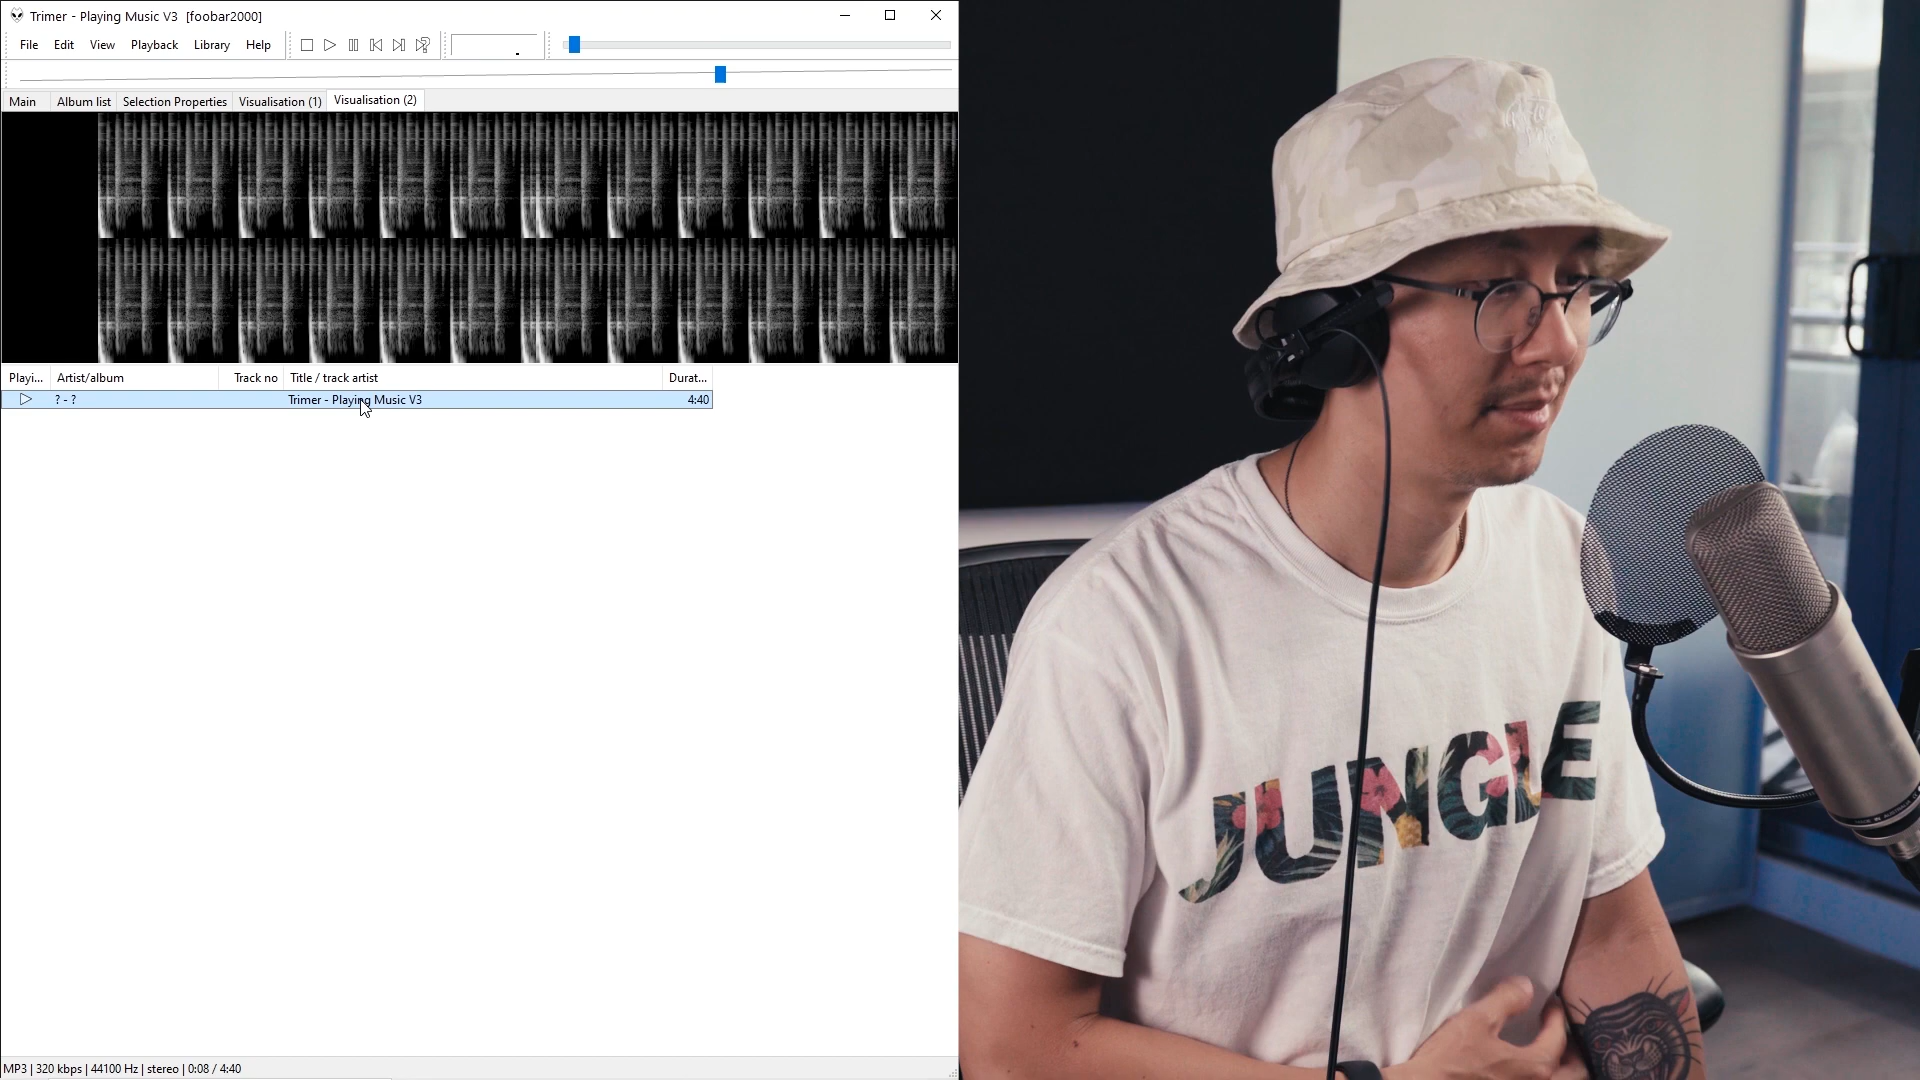 Trimer - Playing Music V3 [foobar2000]
File Edit View Playback Library Help
Main Album list Selection Properties Visualisation (1) Visualisation (2)
Playi... Artist/album Track no Title / track artist Durat...
? - ? Trimer - Playing Music V3 4:40
MP3 | 320 kbps | 44100 Hz | stereo | 0:08 / 4:40
JUNGLE